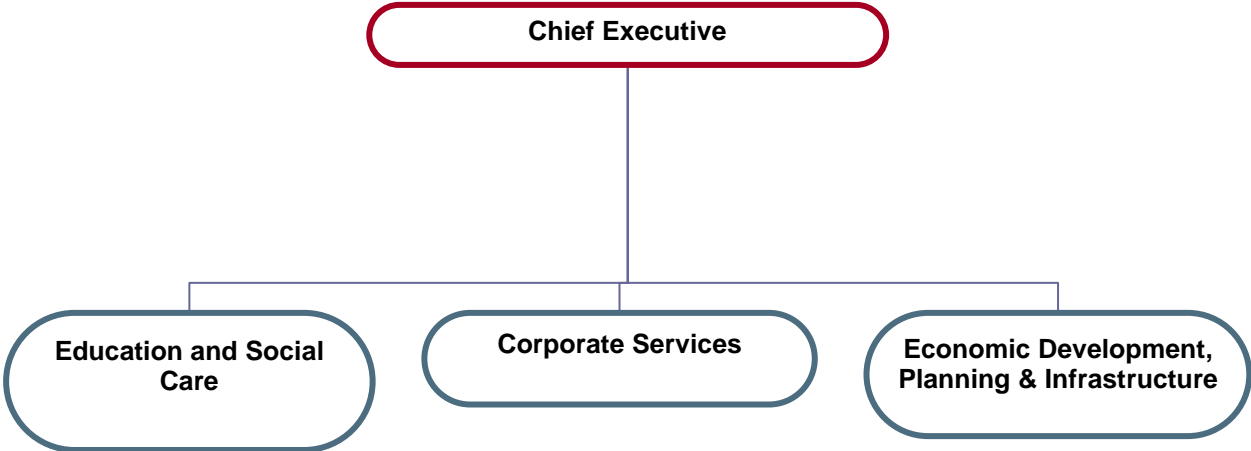 Chief Executive
Education and Social
Care
Corporate Services
Economic Development,
Planning & Infrastructure